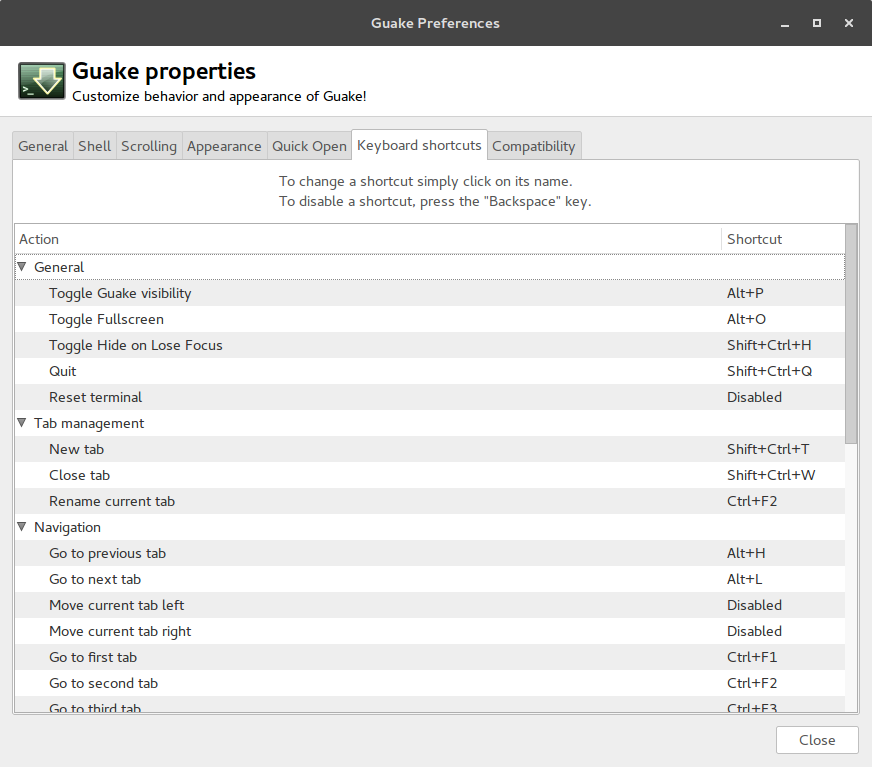 Guake Preferences
Guake properties
Customize behavior and appearance of Guake!
General Shell Scrolling Appearance Quick Open Keyboard shortcuts Compatibility
To change a shortcut simply click on its name.
To disable a shortcut, press the "Backspace" key.
Action Shortcut
General
Toggle Guake visibility Alt+P
Toggle Fullscreen Alt+O
Toggle Hide on Lose Focus Shift+Ctrl+H
Quit Shift+Ctrl+Q
Reset terminal Disabled
Tab management
New tab Shift+Ctrl+T
Close tab Shift+Ctrl+W
Rename current tab Ctrl+F2
Navigation
Go to previous tab Alt+H
Go to next tab Alt+L
Move current tab left Disabled
Move current tab right Disabled
Go to first tab Ctrl+F1
Go to second tab Ctrl+F2
Go to third tab Ctrl+F3
Close